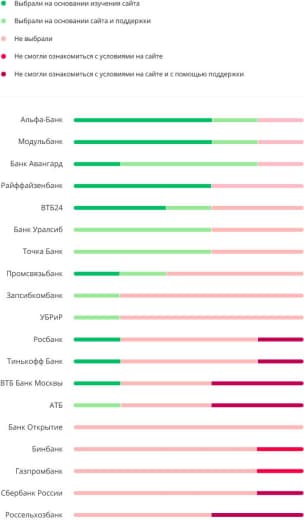 Выбрали на основании изучения сайта
Выбрали на основании сайта и поддержки
Не выбрали
Не смогли ознакомиться с условиями на сайте
Не смогли ознакомиться с условиями на сайте и с помощью поддержки
Альфа-Банк
Модульбанк
Банк Авангард
Райффайзенбанк
ВТБ24
Банк Уралсиб
Точка Банк
Промсвязьбанк
Запсибкомбанк
УБРиР
Росбанк
Тинькофф Банк
ВТБ Банк Москвы
АТБ
Банк Открытие
Бинбанк
Газпромбанк
Сбербанк России
Россельхозбанк